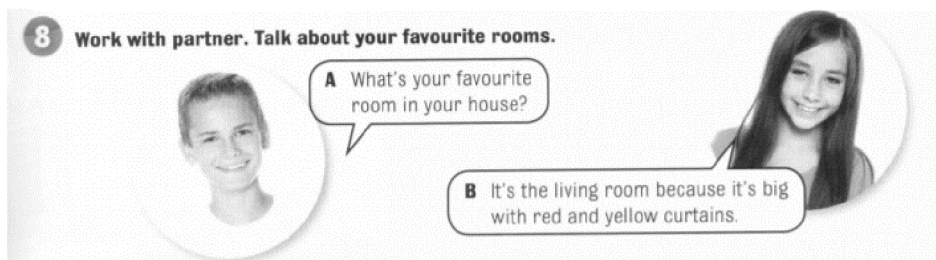 8 Work with partner. Talk about your favourite rooms.
A What's your favourite
room in your house?
B It's the living room because it's big
with red and yellow curtains.